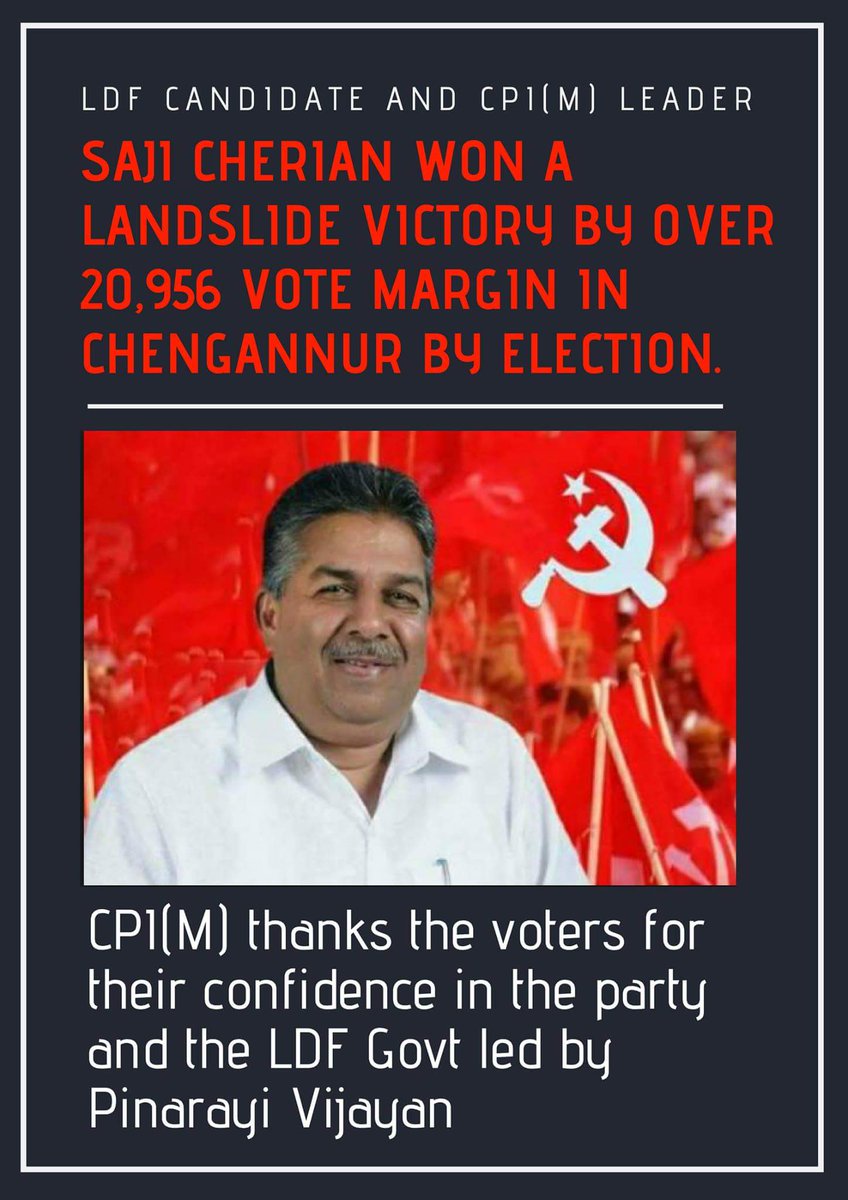 LDF CANDIDATE AND CPI(M) LEADER
SAJI CHERIAN WON A
LANDSLIDE VICTORY BY OVER
20,956 VOTE MARGIN IN
CHENGANNUR BY ELECTION.
CPI(M) thanks the voters for
their confidence in the party
and the LDF Govt led by
Pinarayi Vijayan